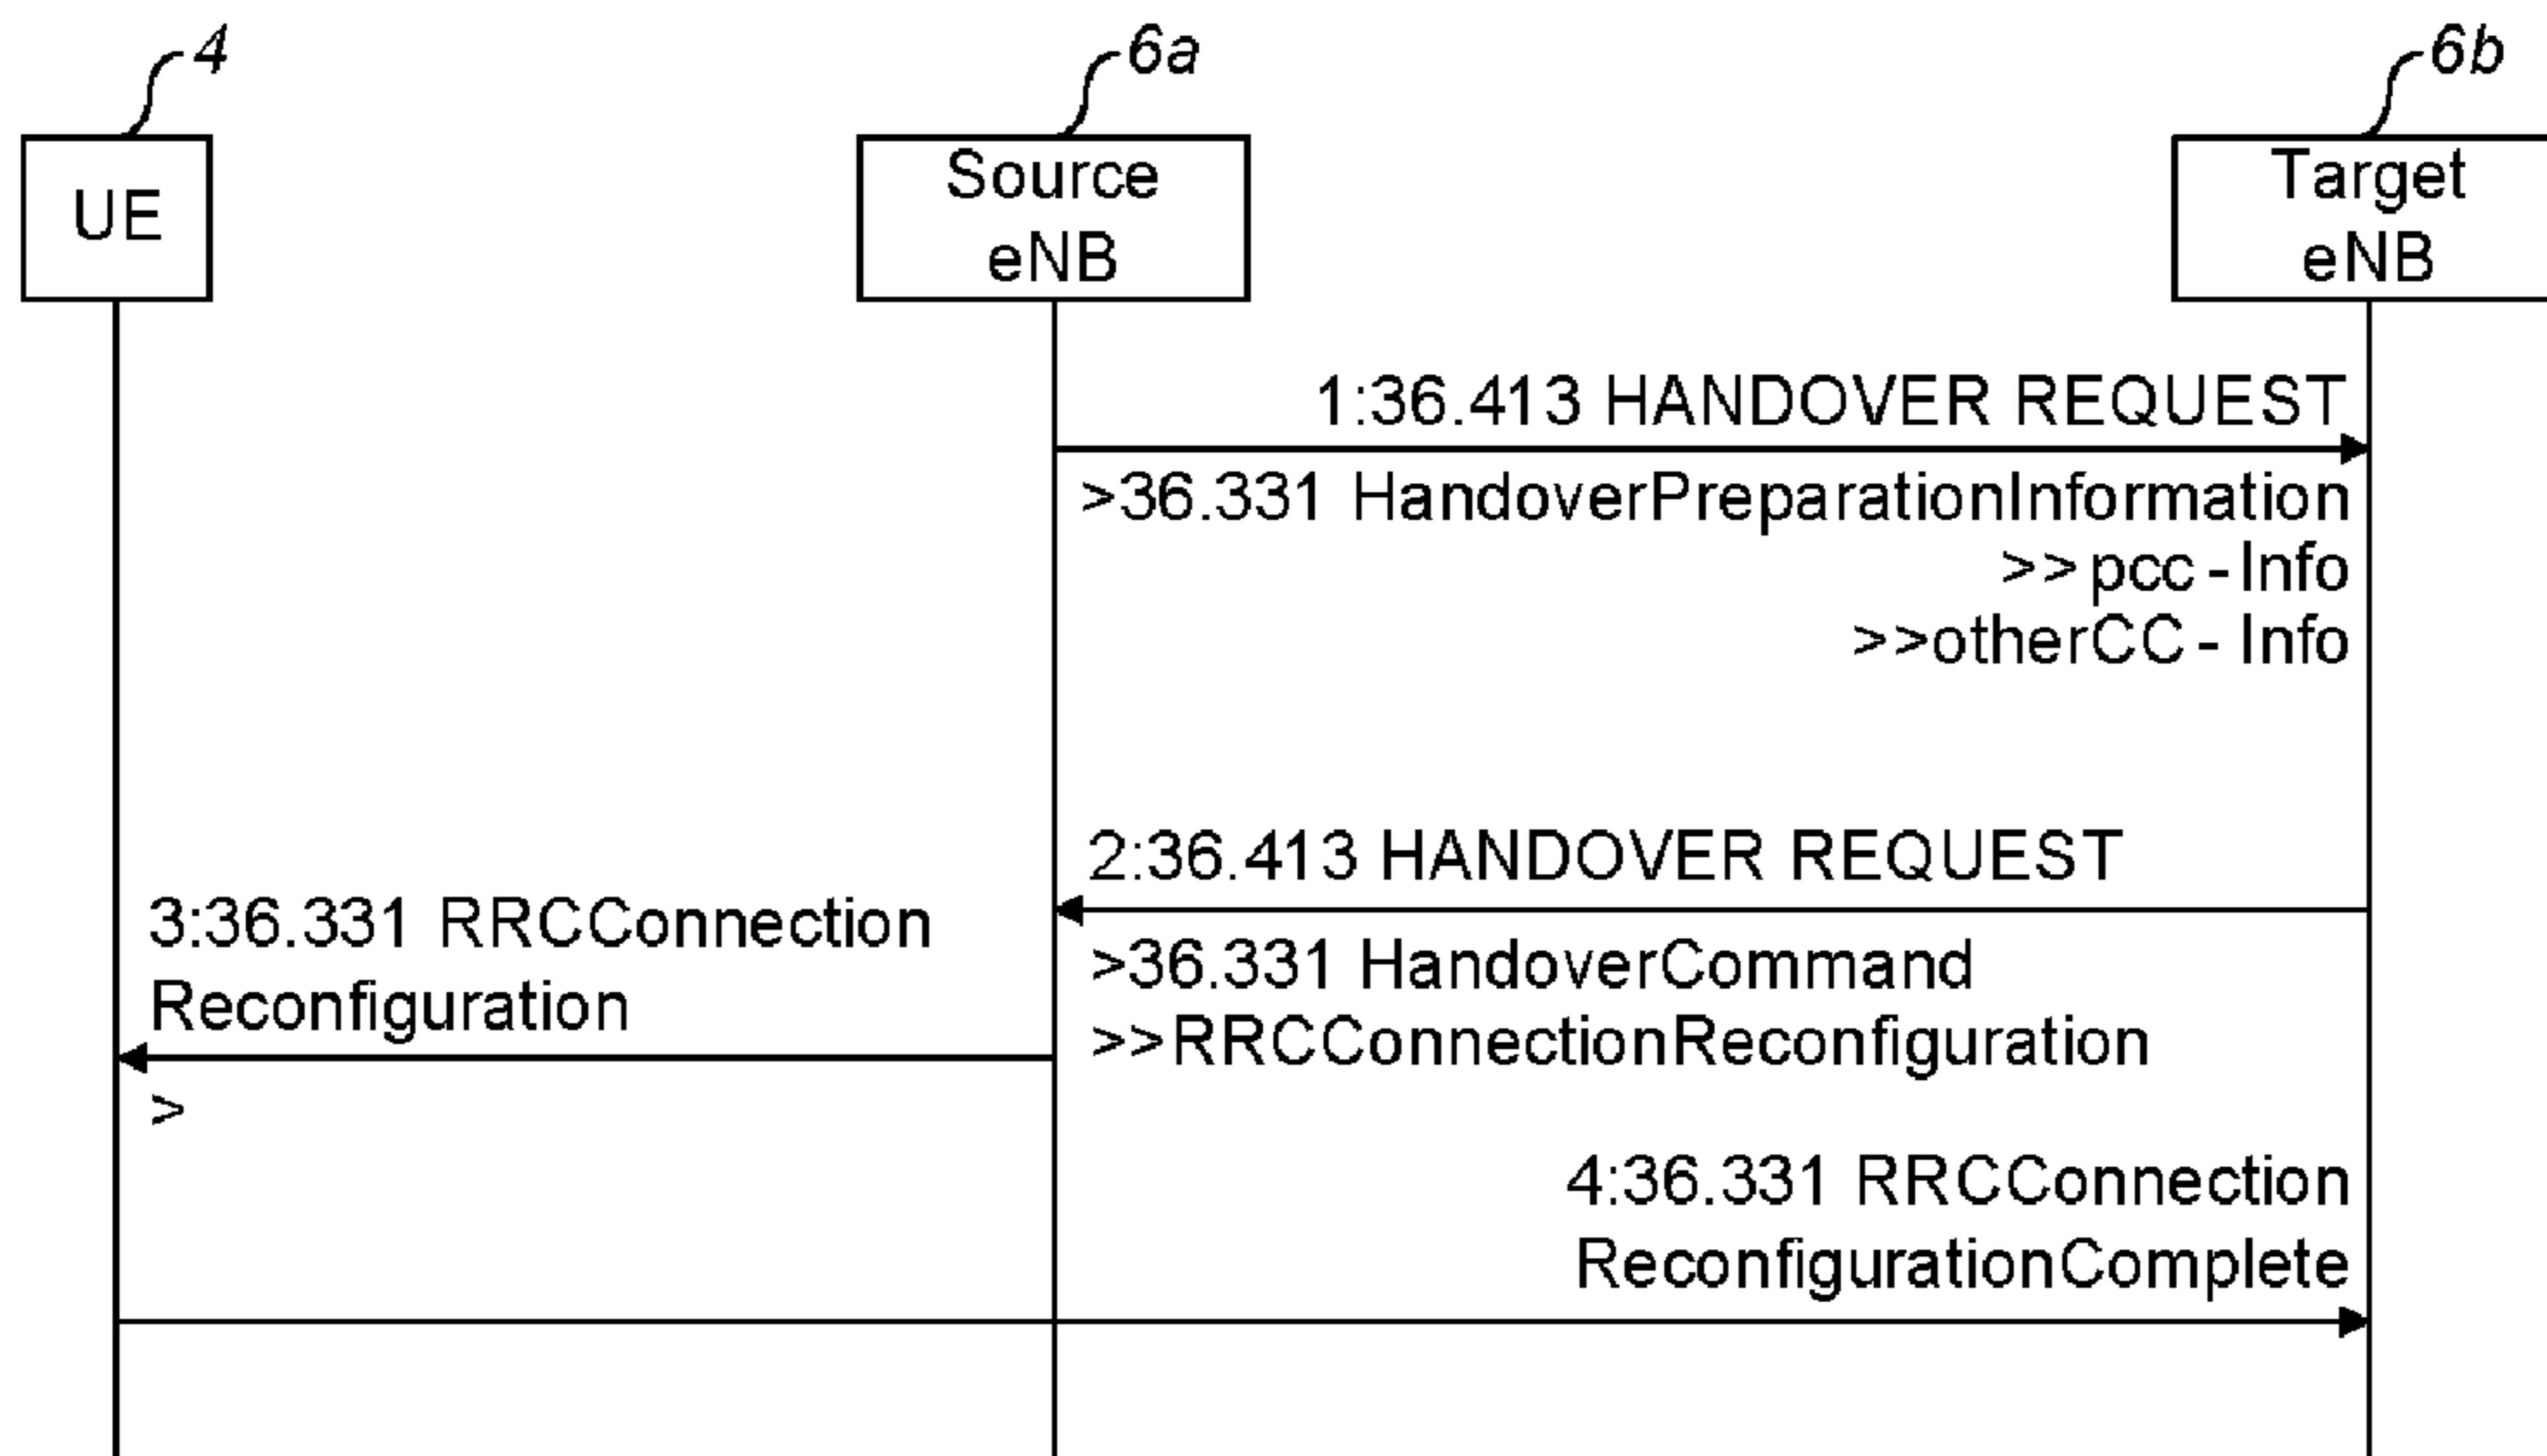 4
6a
6b
UE
Source
eNB
Target
eNB
1:36.413 HANDOVER REQUEST
>36.331 HandoverPreparationInformation
>>pcc-Info
>>otherCC-Info
2:36.413 HANDOVER REQUEST
>36.331 HandoverCommand
>>RRCConnectionReconfiguration
3:36.331 RRCConnection
Reconfiguration
>
4:36.331 RRCConnection
ReconfigurationComplete